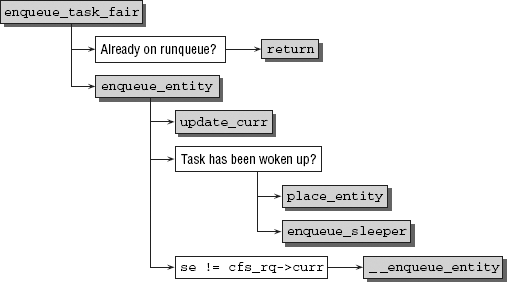 enqueue_task_fair
Already on runqueue?
return
enqueue_entity
update_curr
Task has been woken up?
place_entity
enqueue_sleeper
se != cfs_rq->curr
__enqueue_entity